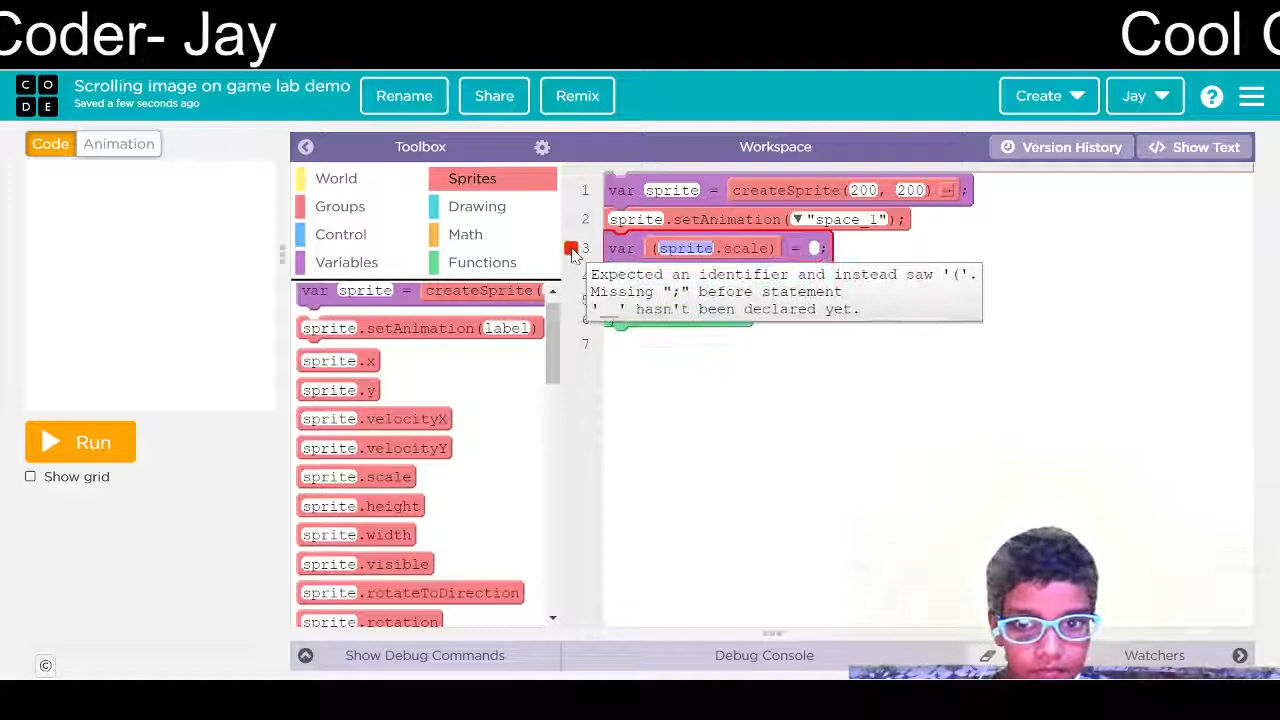 Coder- Jay
Cool
CODE
Scrolling image on game lab demo
Saved a few seconds ago
Rename
Share
Remix
Create
Jay
?
Code
Animation
Toolbox
Workspace
Version History
Show Text
World
Sprites
Groups
Drawing
Control
Math
Variables
Functions
var sprite = createSprite(
sprite.setAnimation(label)
sprite.x
sprite.y
sprite.velocityX
sprite.velocityY
sprite.scale
sprite.height
sprite.width
sprite.visible
sprite.rotateToDirection
sprite.rotation
1 var sprite = createSprite(200, 200) ;
2 sprite.setAnimation("space_1");
3 var (sprite.scale) = ;
Expected an identifier and instead saw '('.
Missing ";" before statement
'__' hasn't been declared yet.
6
7
Run
Show grid
©
Show Debug Commands
Debug Console
Watchers